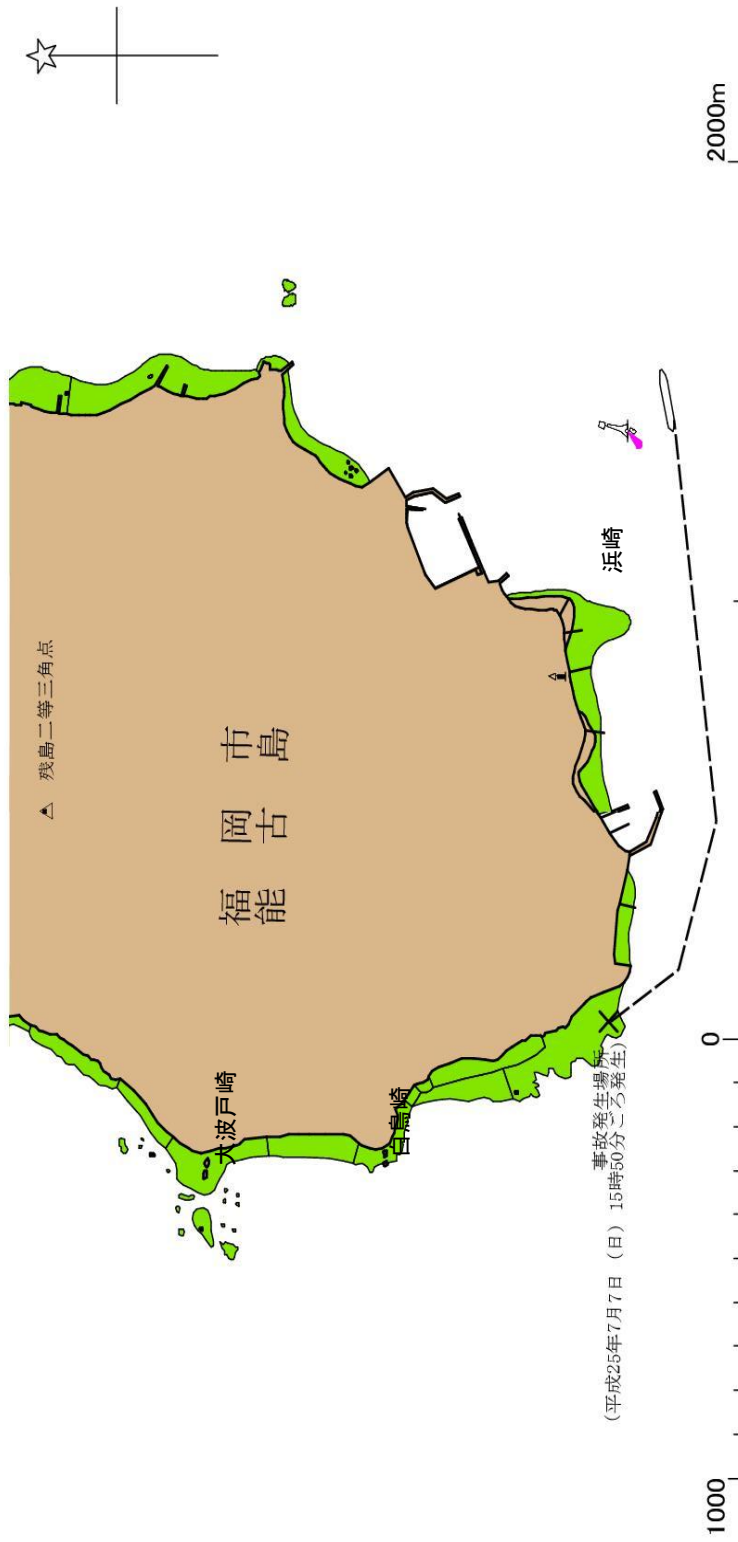 残島二等三角点
福岡市
能古島
大波戸崎
白鳥崎
浜崎
事故発生場所
(平成25年7月7日(日) 15時50分ごろ発生)
1000
0
2000m